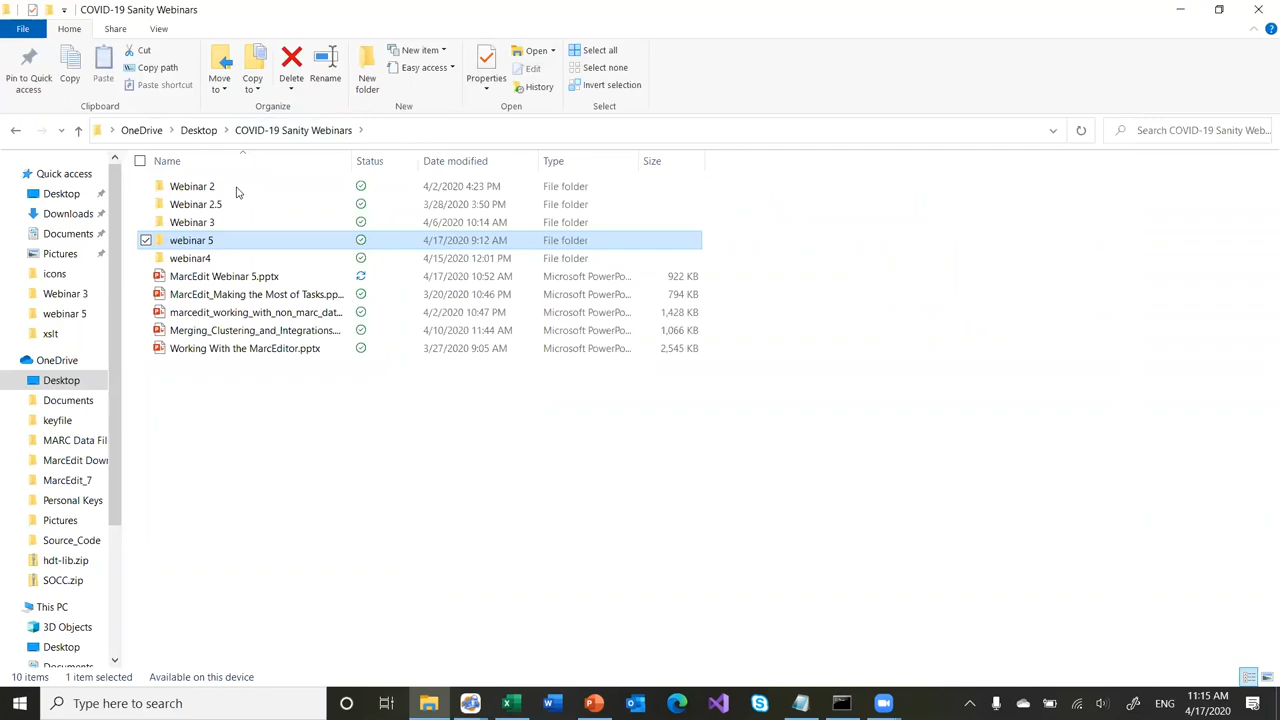 COVID-19 Sanity Webinars
File Home Share View
Pin to Quick access
Copy
Paste
Cut
Copy path
Paste shortcut
Clipboard
Move to
Copy to
Delete
Rename
Organize
New folder
New item
Easy access
New
Properties
Open
Edit
History
Open
Select all
Select none
Invert selection
Select
OneDrive > Desktop > COVID-19 Sanity Webinars >
Search COVID-19 Sanity Web...
Name Status Date modified Type Size
Webinar 2 4/2/2020 4:23 PM File folder
Webinar 2.5 3/28/2020 3:50 PM File folder
Webinar 3 4/6/2020 10:14 AM File folder
webinar 5 4/17/2020 9:12 AM File folder
webinar4 4/15/2020 12:01 PM File folder
MarcEdit Webinar 5.pptx 4/17/2020 10:52 AM Microsoft PowerPo... 922 KB
MarcEdit_Making the Most of Tasks.pp... 3/20/2020 10:46 PM Microsoft PowerPo... 794 KB
marcedit_working_with_non_marc_dat... 4/2/2020 10:47 PM Microsoft PowerPo... 1,428 KB
Merging_Clustering_and_Integrations.... 4/10/2020 11:44 AM Microsoft PowerPo... 1,066 KB
Working With the MarcEditor.pptx 3/27/2020 9:05 AM Microsoft PowerPo... 2,545 KB
Quick access
Desktop
Downloads
Documents
Pictures
icons
Webinar 3
webinar 5
xslt
OneDrive
Desktop
Documents
keyfile
MARC Data Fil
MarcEdit Down
MarcEdit_7
Personal Keys
Pictures
Source_Code
hdt-lib.zip
SOCC.zip
This PC
3D Objects
Desktop
Documents
10 items 1 item selected Available on this device
Type here to search
ENG
11:15 AM
4/17/2020